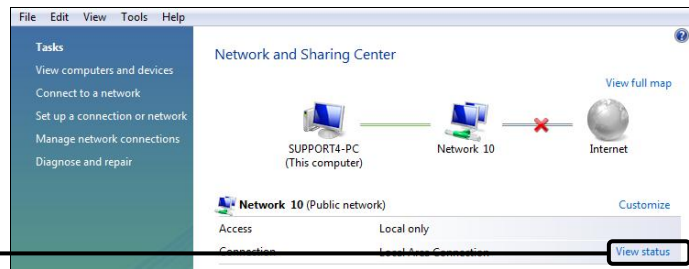 File Edit View Tools Help
Tasks
View computers and devices
Connect to a network
Set up a connection or network
Manage network connections
Diagnose and repair
Network and Sharing Center
View full map
SUPPORT4-PC
(This computer)
Network 10
Internet
Network 10 (Public network)
Customize
Access Local only
Connection Local Area Connection View status